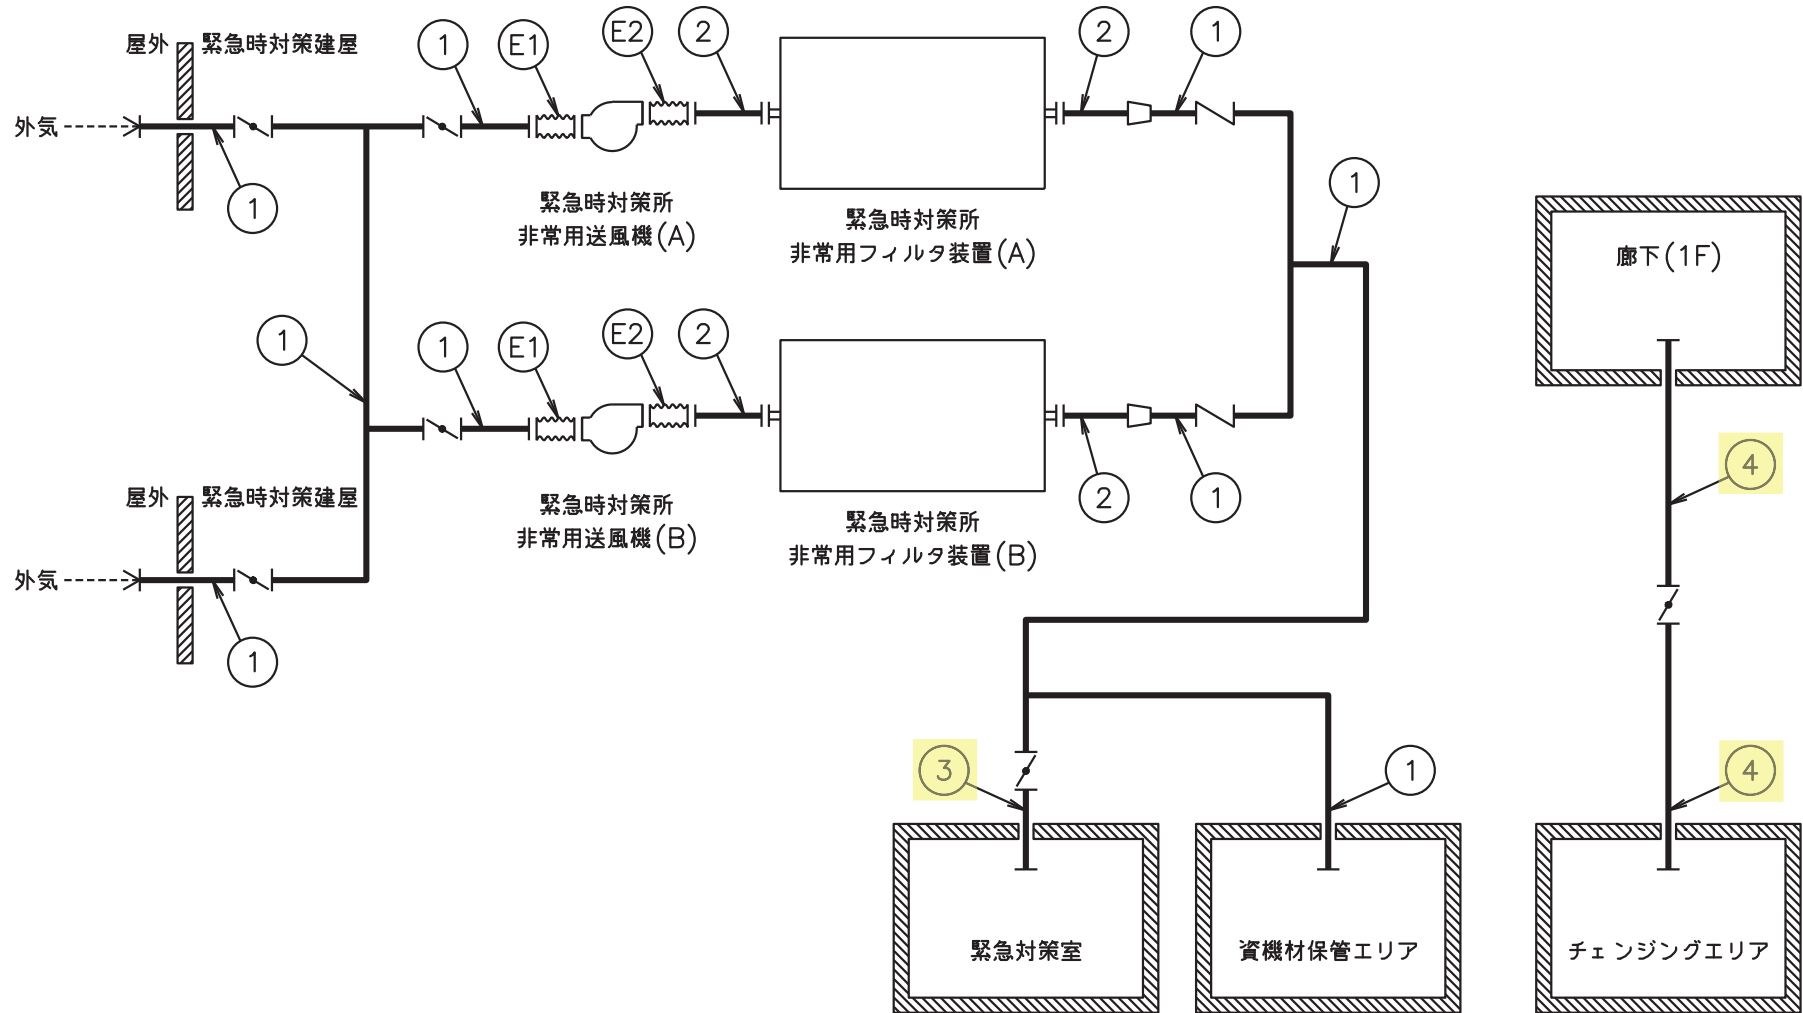 屋外 緊急時対策建屋
1 E1 E2 2 2 1
外気
1
1
緊急時対策所
非常用送風機(A)
緊急時対策所
非常用フィルタ装置(A)
廊下(1F)
1
1 E1 E2 2
4
屋外 緊急時対策建屋
2 1
緊急時対策所
非常用送風機(B)
緊急時対策所
非常用フィルタ装置(B)
外気
1
3 1 4
緊急対策室
資機材保管エリア
チェンジングエリア